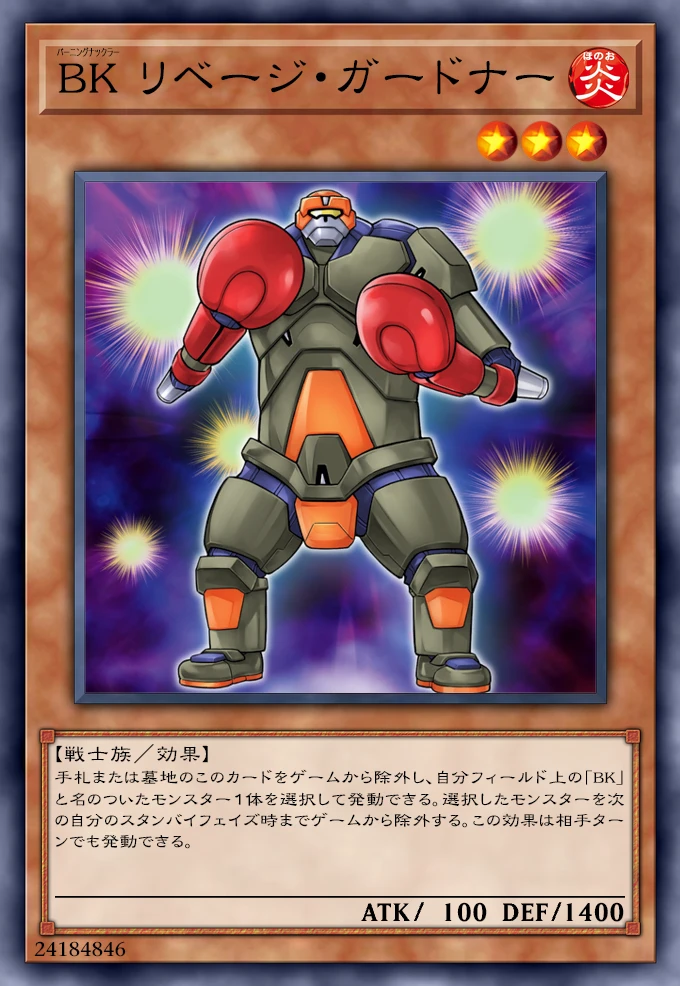 バーニングナックラー
BK リベージ・ガードナー
ほのお
炎
【戦士族／効果】
手札または墓地のこのカードをゲームから除外し、自分フィールド上の「BK」
と名のついたモンスター１体を選択して発動できる。選択したモンスターを次
の自分のスタンバイフェイズ時までゲームから除外する。この効果は相手ター
ンでも発動できる。
ATK/ 100 DEF/1400
24184846